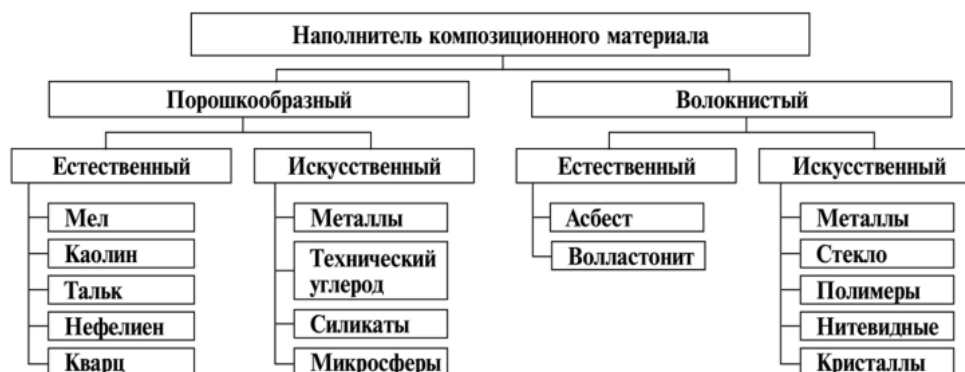 Наполнитель композиционного материала
Порошкообразный
Волокнистый
Естественный
Искусственный
Естественный
Искусственный
Мел
Каолин
Тальк
Нефелиен
Кварц
Металлы
Технический
углерод
Силикаты
Микросферы
Асбест
Волластонит
Металлы
Стекло
Полимеры
Нитевидные
Кристаллы